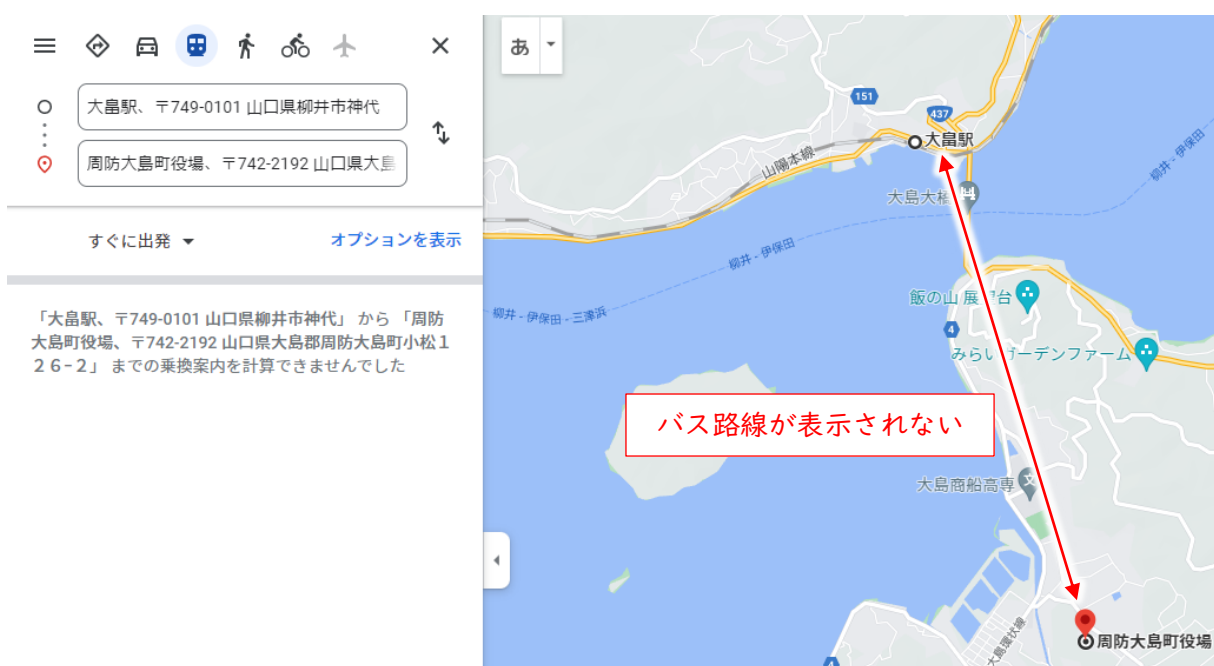 大畠駅、〒749-0101 山口県柳井市神代
周防大島町役場、〒742-2192 山口県大島
すぐに出発
オプションを表示
「大畠駅、〒749-0101 山口県柳井市神代」 から 「周防
大島町役場、〒742-2192 山口県大島郡周防大島町小松１
２６−２」 までの乗換案内を計算できませんでした
あ
151
437
大畠駅
山陽本線
柳井 - 伊保田
大島大橋
柳井 - 伊保田
飯の山 展望台
柳井 - 伊保田 - 三津浜
4
みらいガーデンファーム
バス路線が表示されない
大島商船高専
大島環状線
周防大島町役場
4